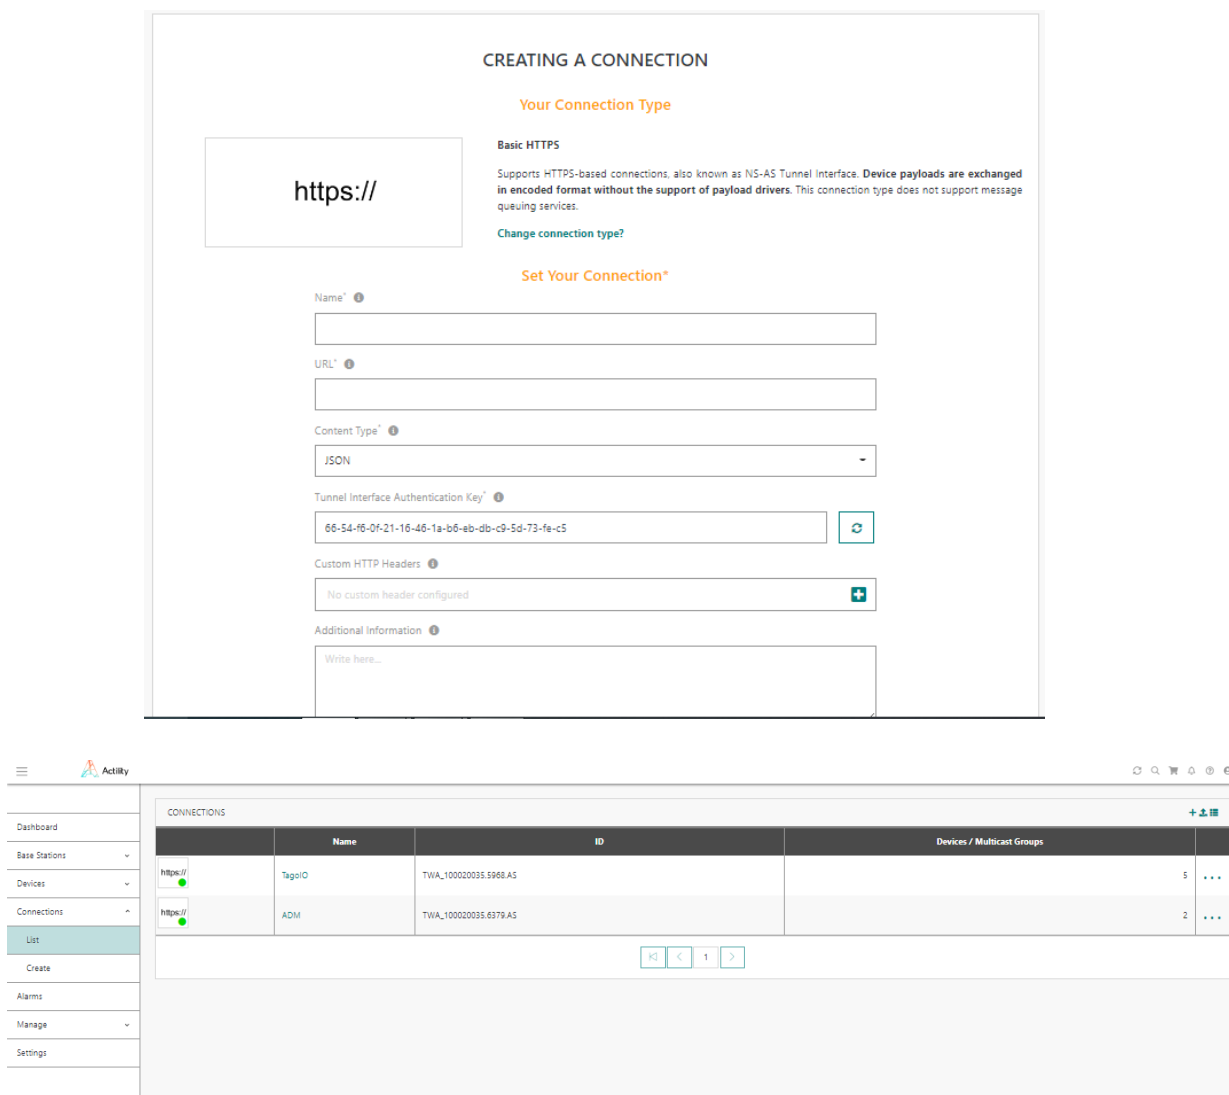 CREATING A CONNECTION
Your Connection Type
https://
Basic HTTPS
Supports HTTPS-based connections, also known as NS-AS Tunnel Interface. Device payloads are exchanged
in encoded format without the support of payload drivers. This connection type does not support message
queuing services.
Change connection type?
Set Your Connection*
Name*
URL*
Content Type*
JSON
Tunnel Interface Authentication Key*
66-54-f6-0f-21-16-46-1a-b6-eb-db-c9-5d-73-fe-c5
Custom HTTP Headers
No custom header configured
Additional Information
Write here...
Actility
Dashboard
Base Stations
Devices
Connections
List
Create
Alarms
Manage
Settings
CONNECTIONS
Name ID Devices / Multicast Groups
https:// TagoIO TWA_100020035.5968.AS 5 ...
https:// ADM TWA_100020035.6379.AS 2 ...
1